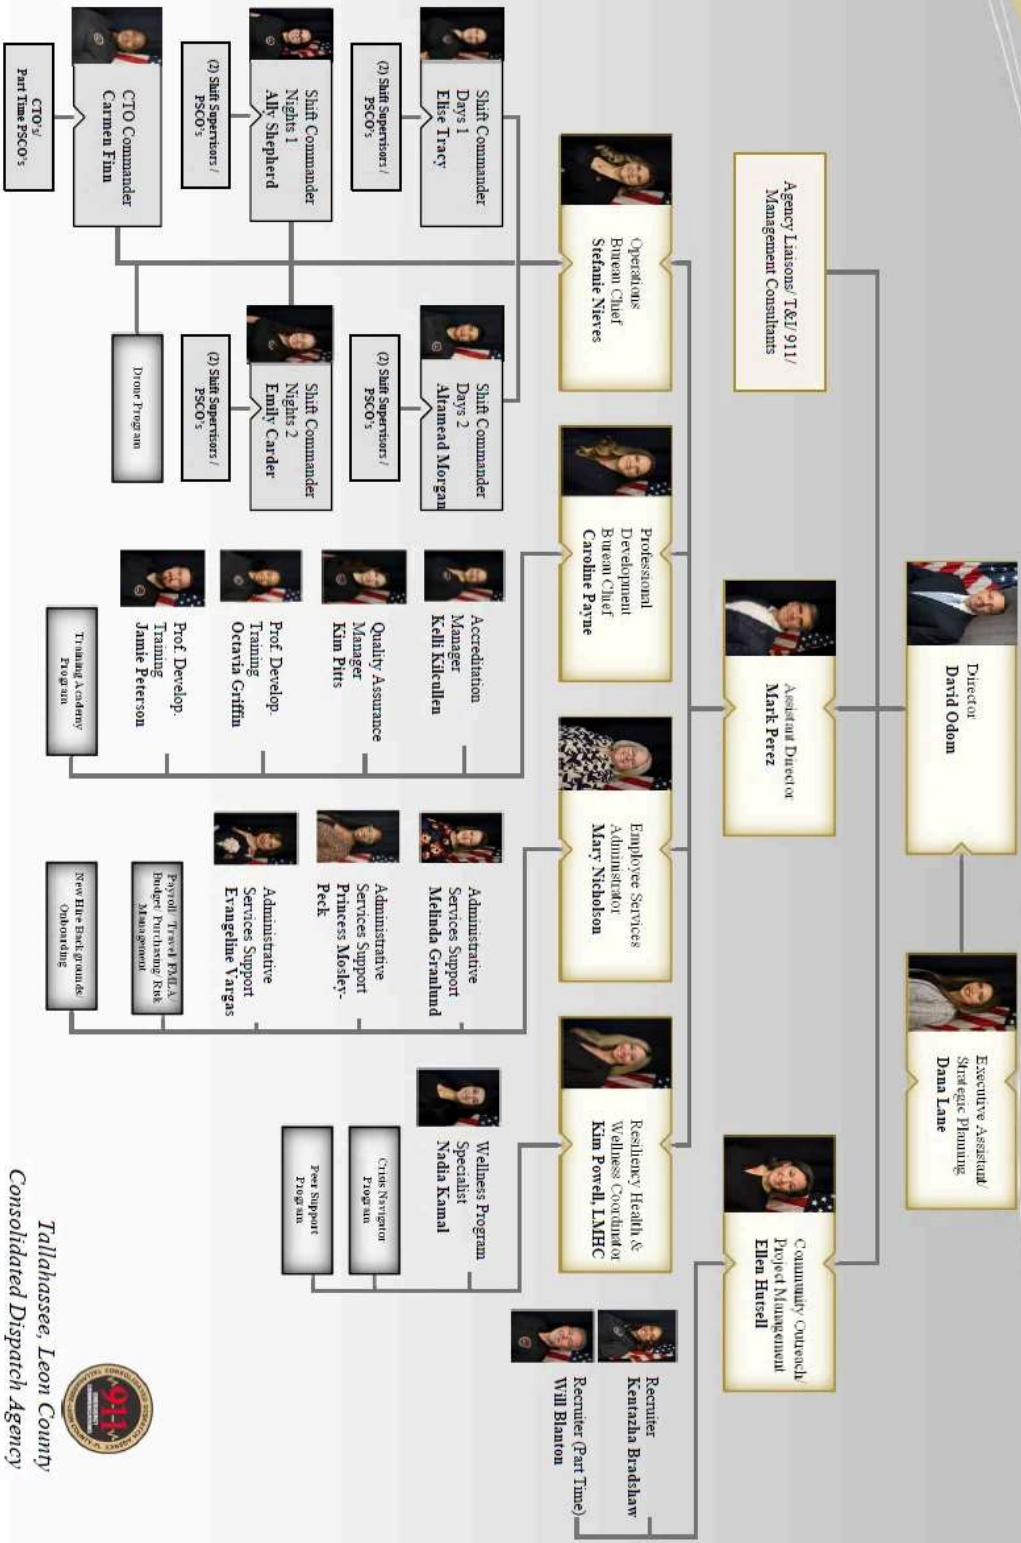 Director
David Odom
Executive Assistant/
Strategic Planning
Dana Lane
Agency Liaisons/ T&I/ 911/
Management Consultants
Assistant Director
Mark Perez
Community Outreach/
Project Management
Ellen Hutsell
Operations
Bureau Chief
Stefanie Nieves
Professional
Development
Bureau Chief
Caroline Payne
Employee Services
Administrator
Mary Nicholson
Resiliency Health &
Wellness Coordinator
Kim Powell, LMHC
Recruiter
Kentazha Bradshaw
Recruiter (Part Time)
Will Blanton
Shift Commander
Days 1
Elise Tracy
(2) Shift Supervisors /
PSCO's
Shift Commander
Days 2
Altamead Morgan
(2) Shift Supervisors /
PSCO's
Shift Commander
Nights 1
Ally Shepherd
(2) Shift Supervisors /
PSCO's
Shift Commander
Nights 2
Emily Carder
(2) Shift Supervisors /
PSCO's
CTO Commander
Carmen Finn
CTO's/
Part Time PSCO's
Drone Program
Accreditation
Manager
Kelli Kilcullen
Quality Assurance
Manager
Kim Pitts
Prof. Develop.
Training
Octavia Griffin
Prof. Develop.
Training
Jamie Peterson
Training Academy
Program
Administrative
Services Support
Melinda Granlund
Administrative
Services Support
Princess Mosley-
Peck
Administrative
Services Support
Evangeline Vargas
Payroll/ Travel/ FMLA/
Budget/ Purchasing/ Risk
Management
New Hire Backgrounds/
Onboarding
Wellness Program
Specialist
Nadia Kamal
Crisis Navigator
Program
Peer Support
Program
9-1-1
Tallahassee, Leon County
Consolidated Dispatch Agency